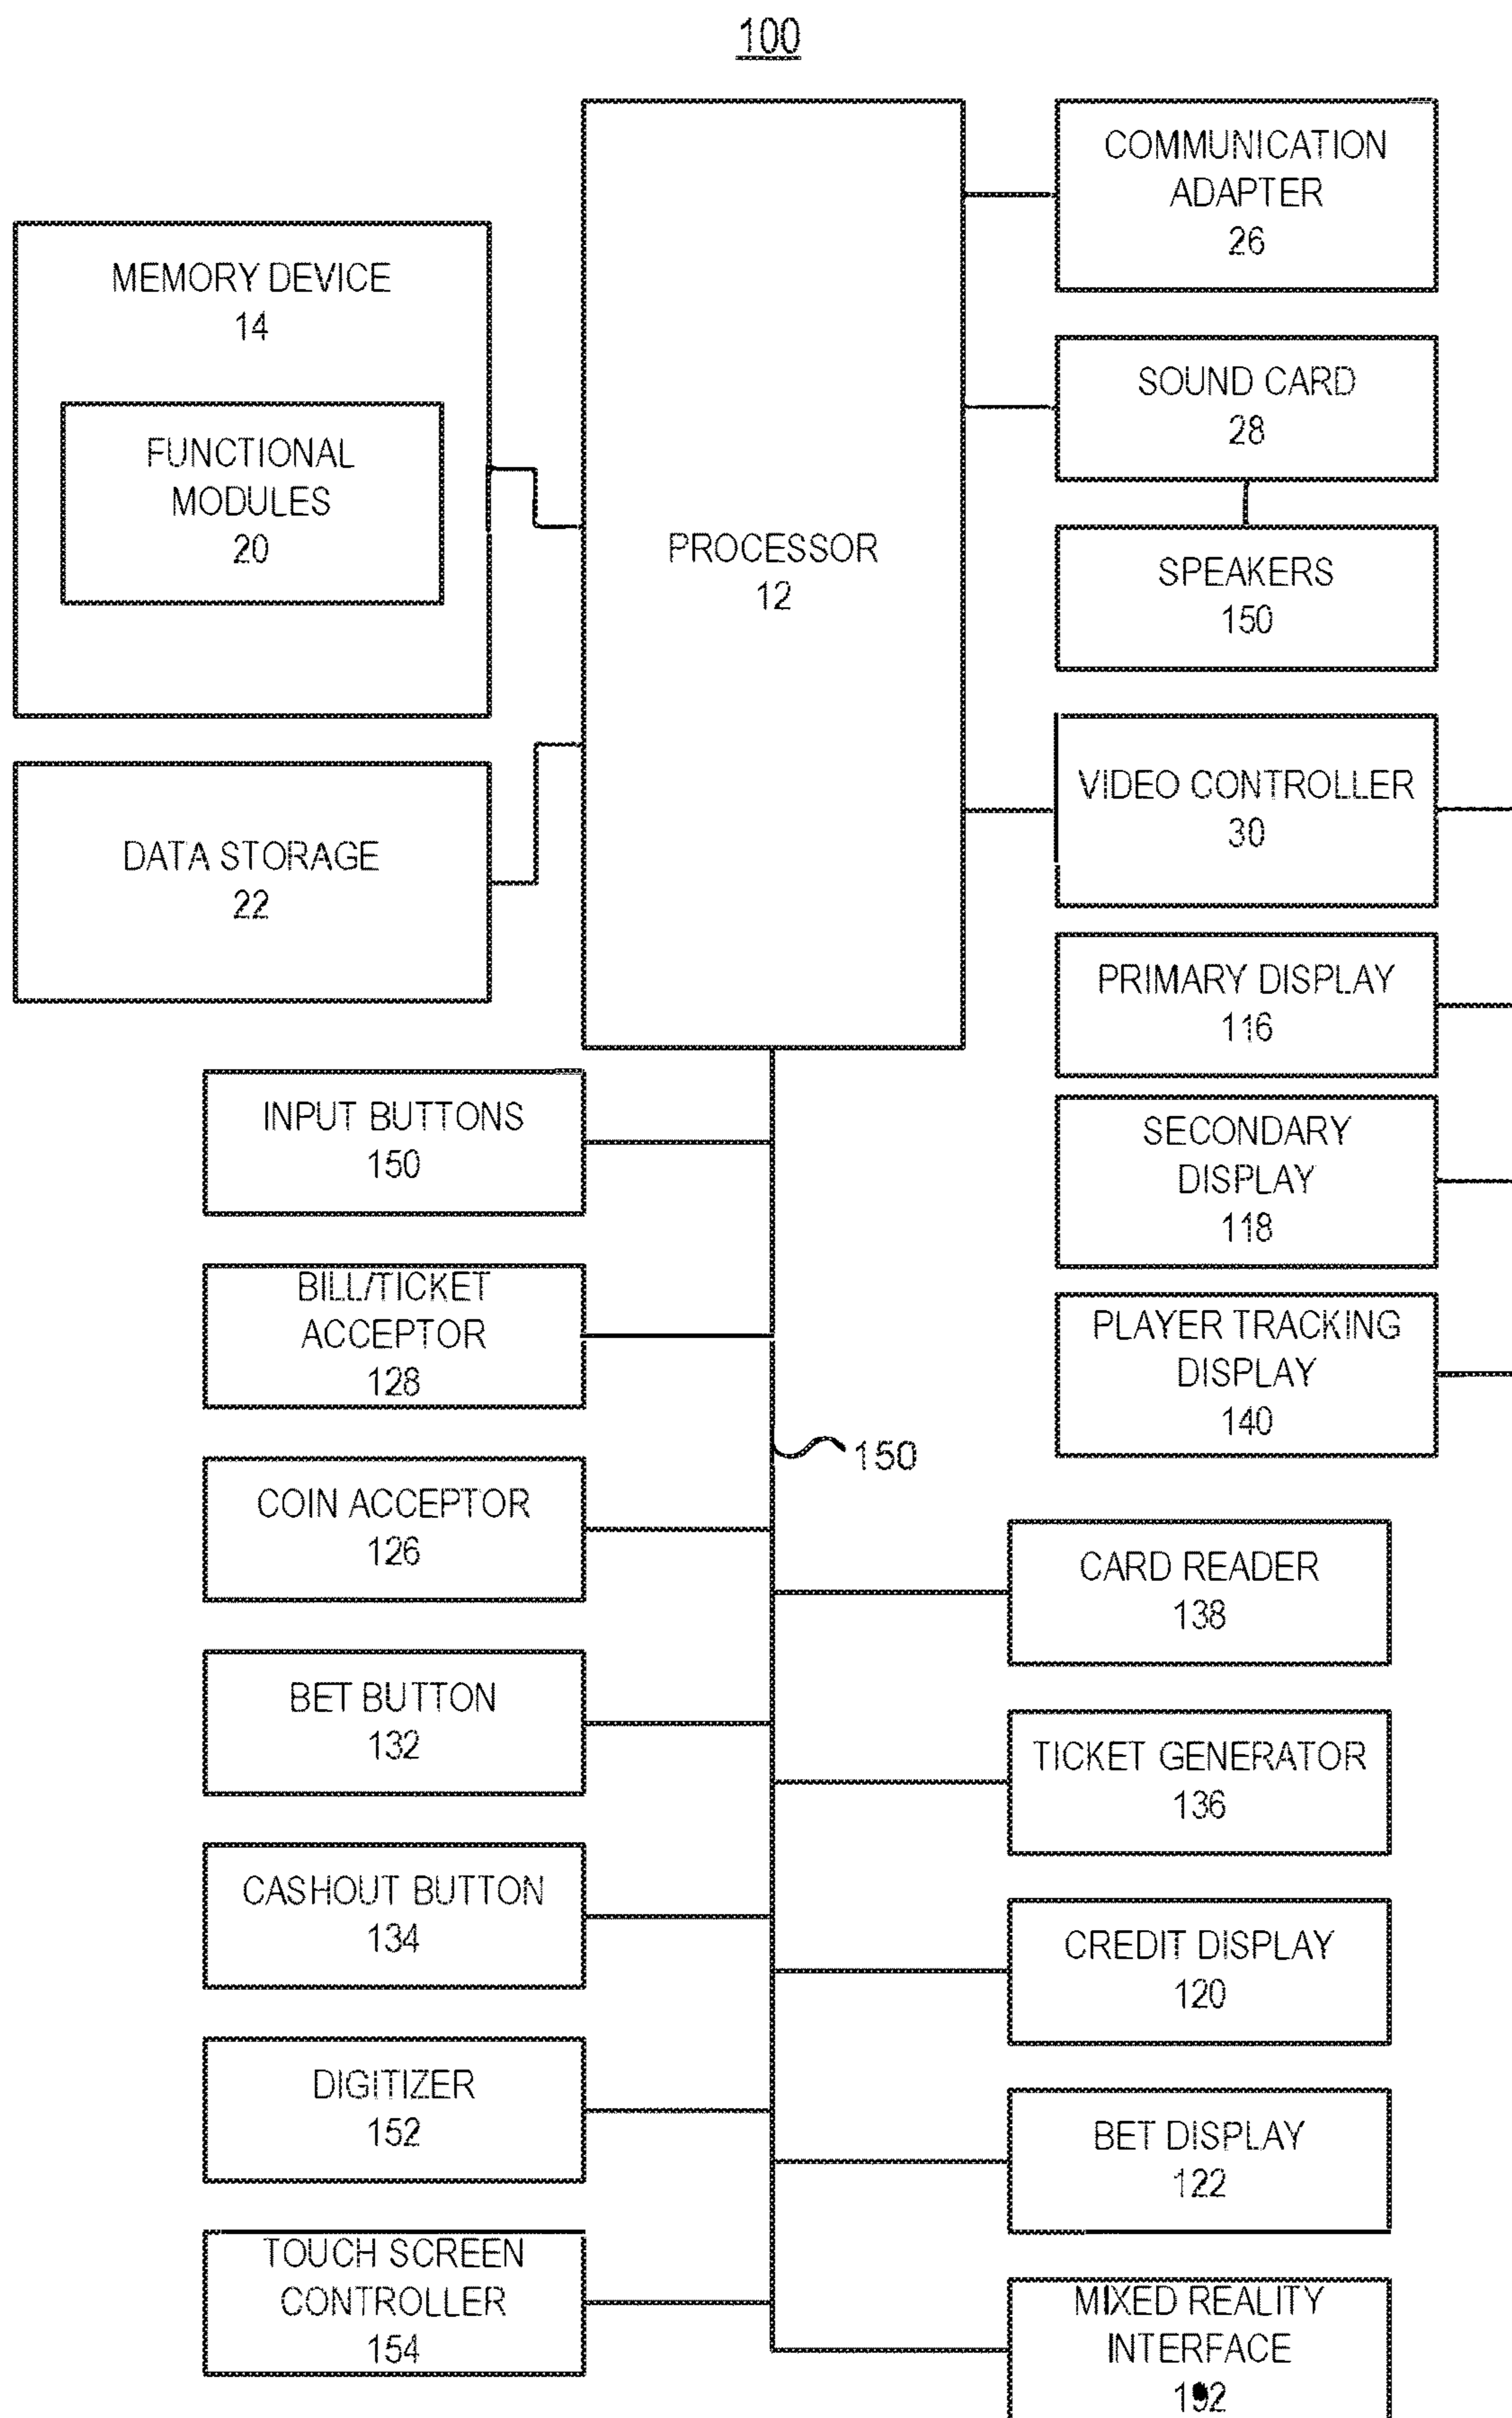 100
COMMUNICATION
ADAPTER
26
MEMORY DEVICE
14
FUNCTIONAL
MODULES
20
SOUND CARD
28
PROCESSOR
12
SPEAKERS
150
VIDEO CONTROLLER
30
DATA STORAGE
22
PRIMARY DISPLAY
116
INPUT BUTTONS
150
SECONDARY
DISPLAY
118
BILL/TICKET
ACCEPTOR
128
PLAYER TRACKING
DISPLAY
140
150
COIN ACCEPTOR
126
CARD READER
138
BET BUTTON
132
TICKET GENERATOR
136
CASHOUT BUTTON
134
CREDIT DISPLAY
120
DIGITIZER
152
BET DISPLAY
122
TOUCH SCREEN
CONTROLLER
154
MIXED REALITY
INTERFACE